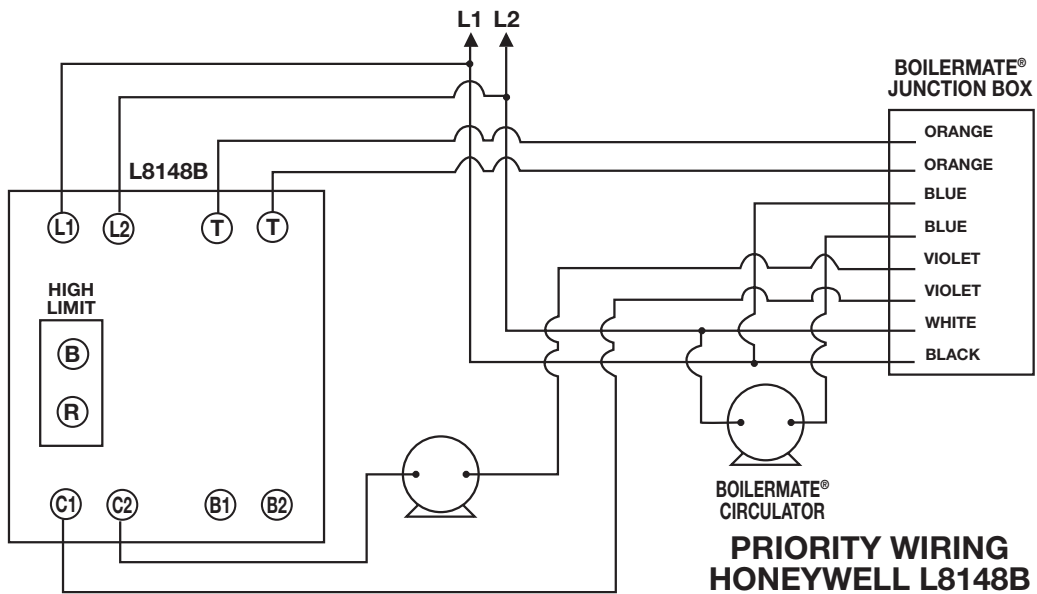 L1 L2
BOILERMATE®
JUNCTION BOX
ORANGE
ORANGE
BLUE
BLUE
VIOLET
VIOLET
WHITE
BLACK
L8148B
L1 L2 T T
HIGH
LIMIT
B
R
C1 C2 B1 B2
BOILERMATE®
CIRCULATOR
PRIORITY WIRING
HONEYWELL L8148B